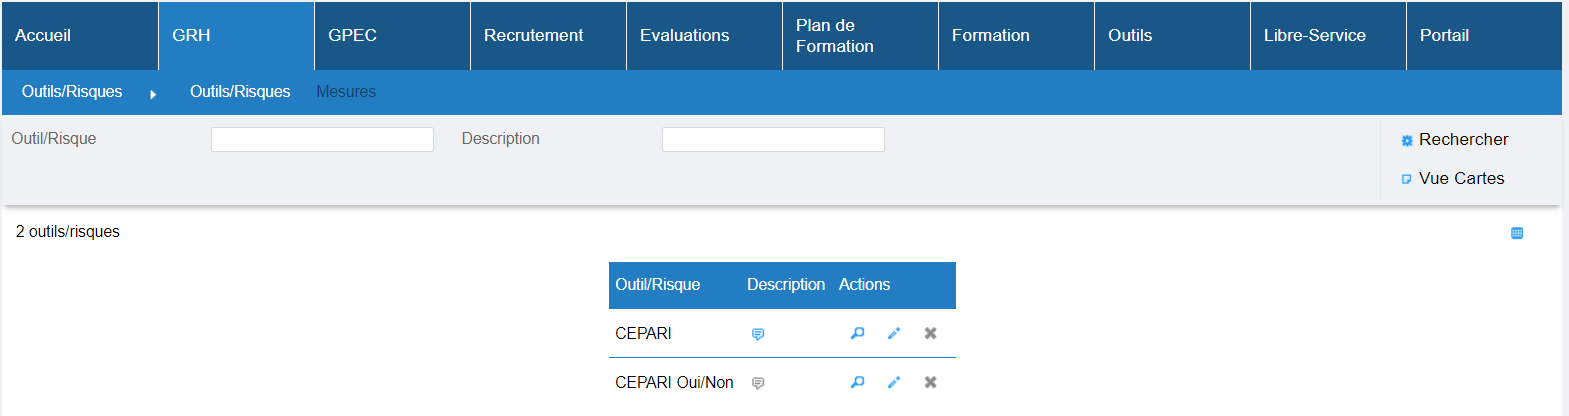 Accueil GRH GPEC Recrutement Evaluations Plan de Formation Formation Outils Libre-Service Portail
Outils/Risques Outils/Risques Mesures
Outil/Risque Description Rechercher
Vue Cartes
2 outils/risques
Outil/Risque Description Actions
CEPARI
CEPARI Oui/Non